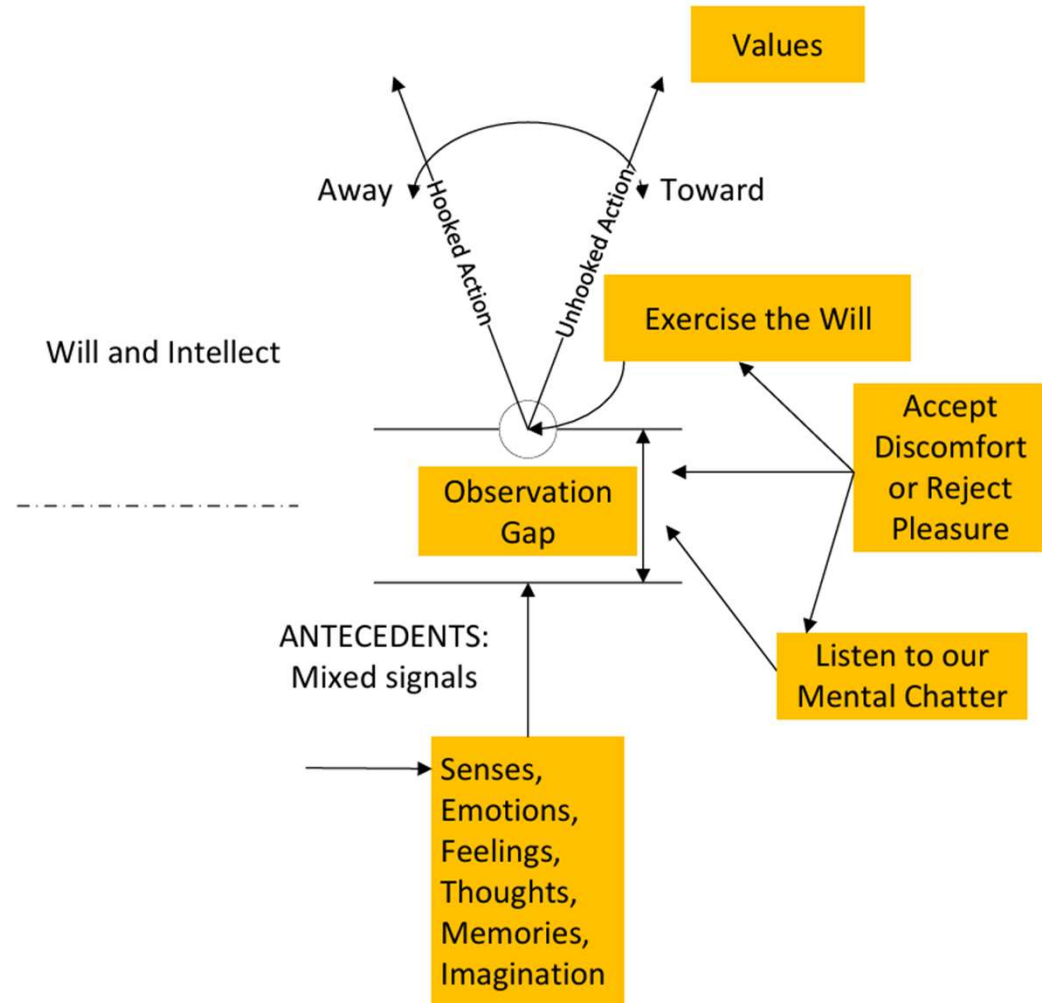 Values
Away
Toward
Hooked Action
Unhooked Action
Exercise the Will
Will and Intellect
Accept
Discomfort
or Reject
Pleasure
Observation
Gap
ANTECEDENTS:
Mixed signals
Listen to our
Mental Chatter
Senses,
Emotions,
Feelings,
Thoughts,
Memories,
Imagination